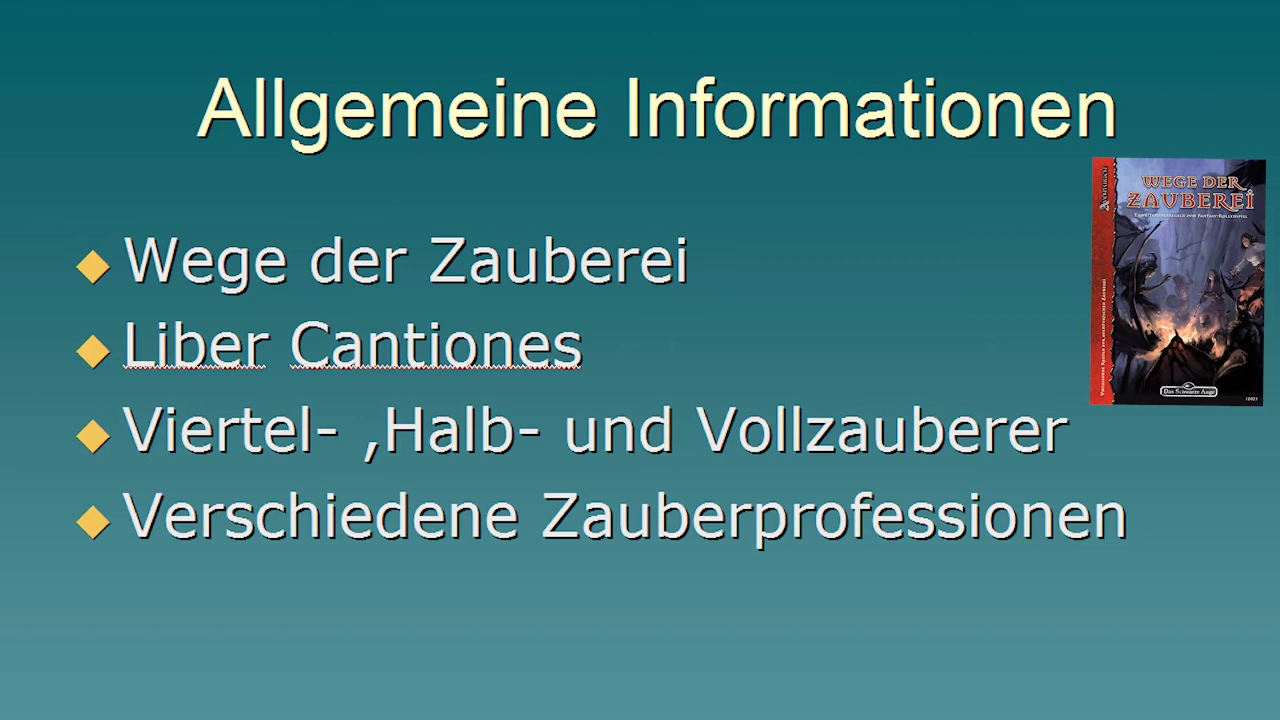 Allgemeine Informationen
WEGE DER
ZAUBEREI
Wege der Zauberei
Liber Cantiones
Viertel- ,Halb- und Vollzauberer
Verschiedene Zauberprofessionen
Das Schwarze Auge